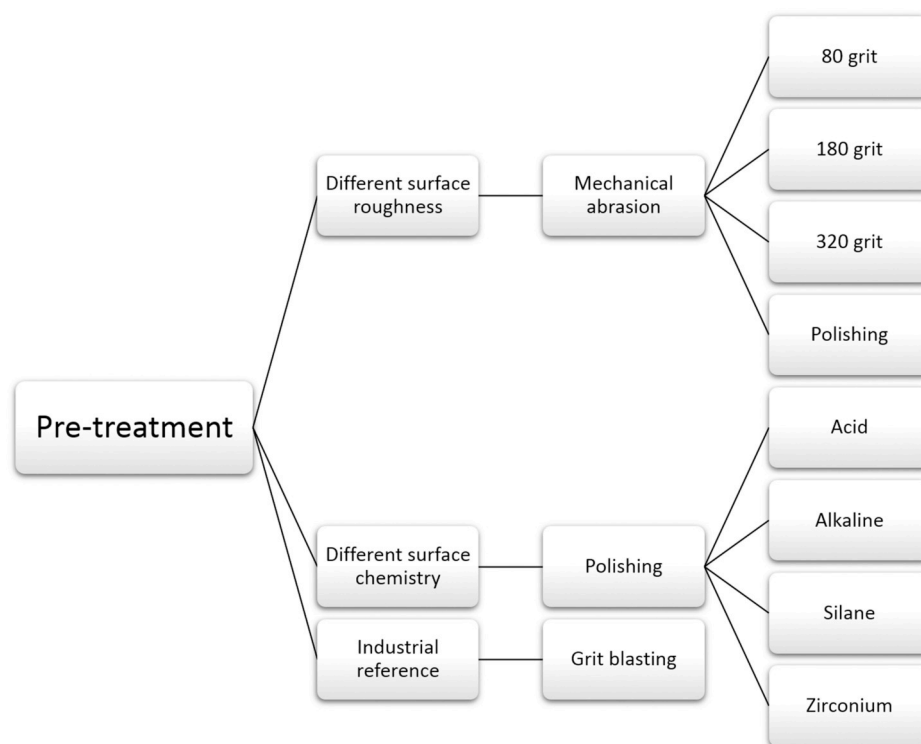 80 grit
180 grit
Different surface
roughness
Mechanical
abrasion
320 grit
Polishing
Pre-treatment
Acid
Alkaline
Different surface
chemistry
Polishing
Silane
Industrial
reference
Grit blasting
Zirconium